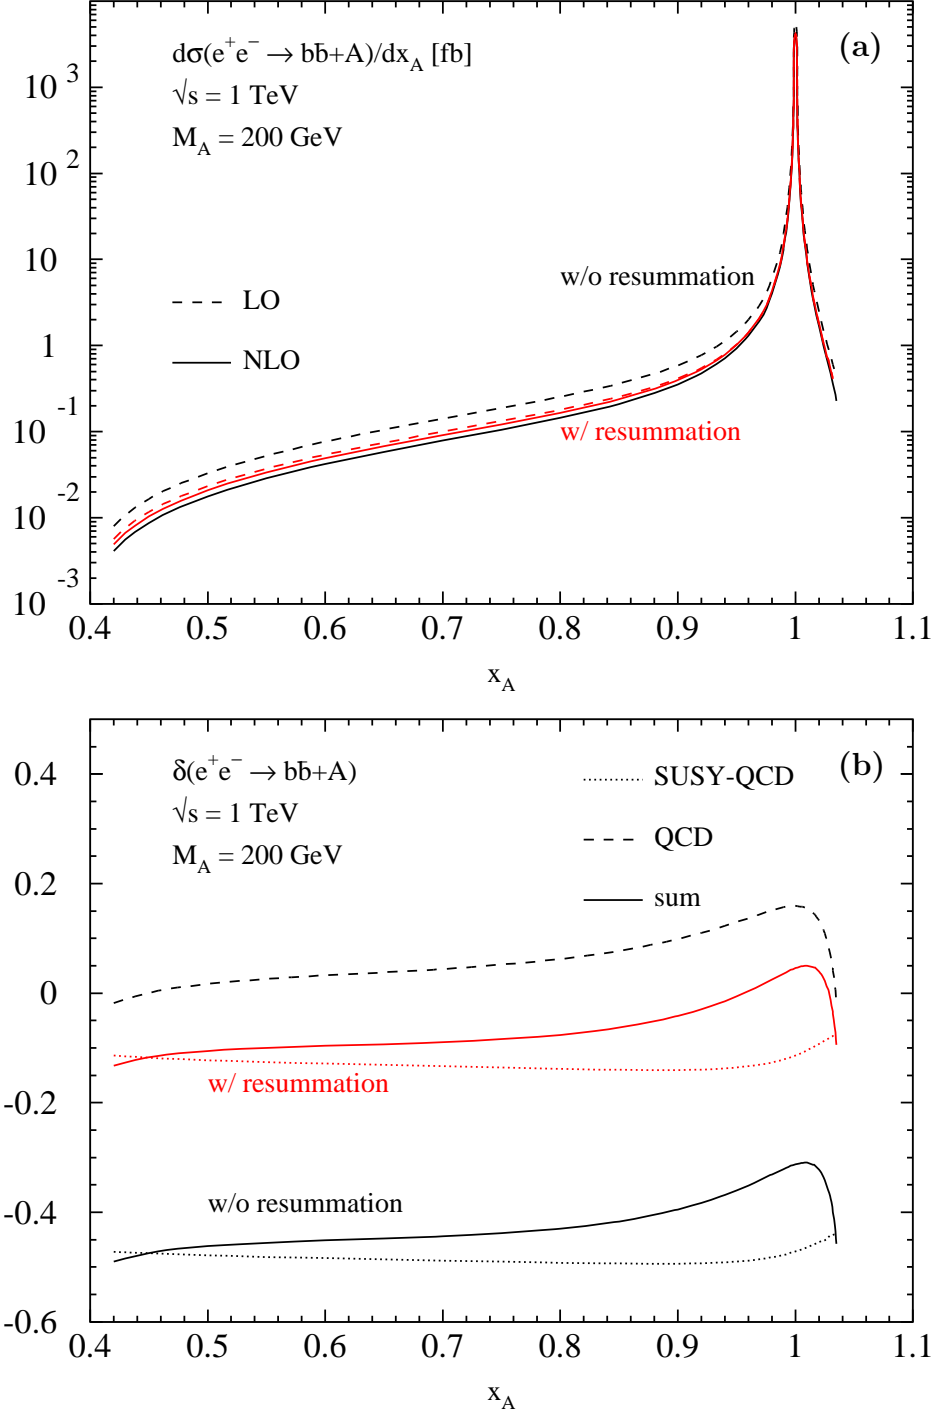 (a)
dσ(e⁺e⁻ → bb̄+A)/dx_A [fb]
√s = 1 TeV
M_A = 200 GeV
10³
10²
10
1
10⁻¹
10⁻²
10⁻³
w/o resummation
LO
NLO
w/ resummation
0.4 0.5 0.6 0.7 0.8 0.9 1 1.1
x_A
(b)
δ(e⁺e⁻ → bb̄+A)
√s = 1 TeV
M_A = 200 GeV
SUSY-QCD
QCD
sum
0.4
0.2
0
-0.2
-0.4
-0.6
w/ resummation
w/o resummation
0.4 0.5 0.6 0.7 0.8 0.9 1 1.1
x_A